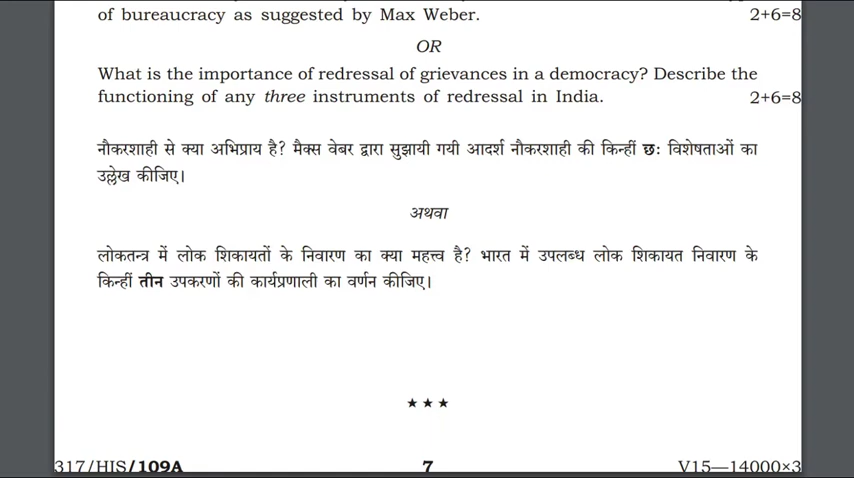 of bureaucracy as suggested by Max Weber. 2+6=8
OR
What is the importance of redressal of grievances in a democracy? Describe the
functioning of any three instruments of redressal in India. 2+6=8
नौकरशाही से क्या अभिप्राय है? मैक्स वेबर द्वारा सुझायी गयी आदर्श नौकरशाही की किन्हीं छ: विशेषताओं का
उल्लेख कीजिए।
अथवा
लोकतन्त्र में लोक शिकायतों के निवारण का क्या महत्त्व है? भारत में उपलब्ध लोक शिकायत निवारण के
किन्हीं तीन उपकरणों की कार्यप्रणाली का वर्णन कीजिए।
★ ★ ★
317/HIS/109A 7 V15—14000×3